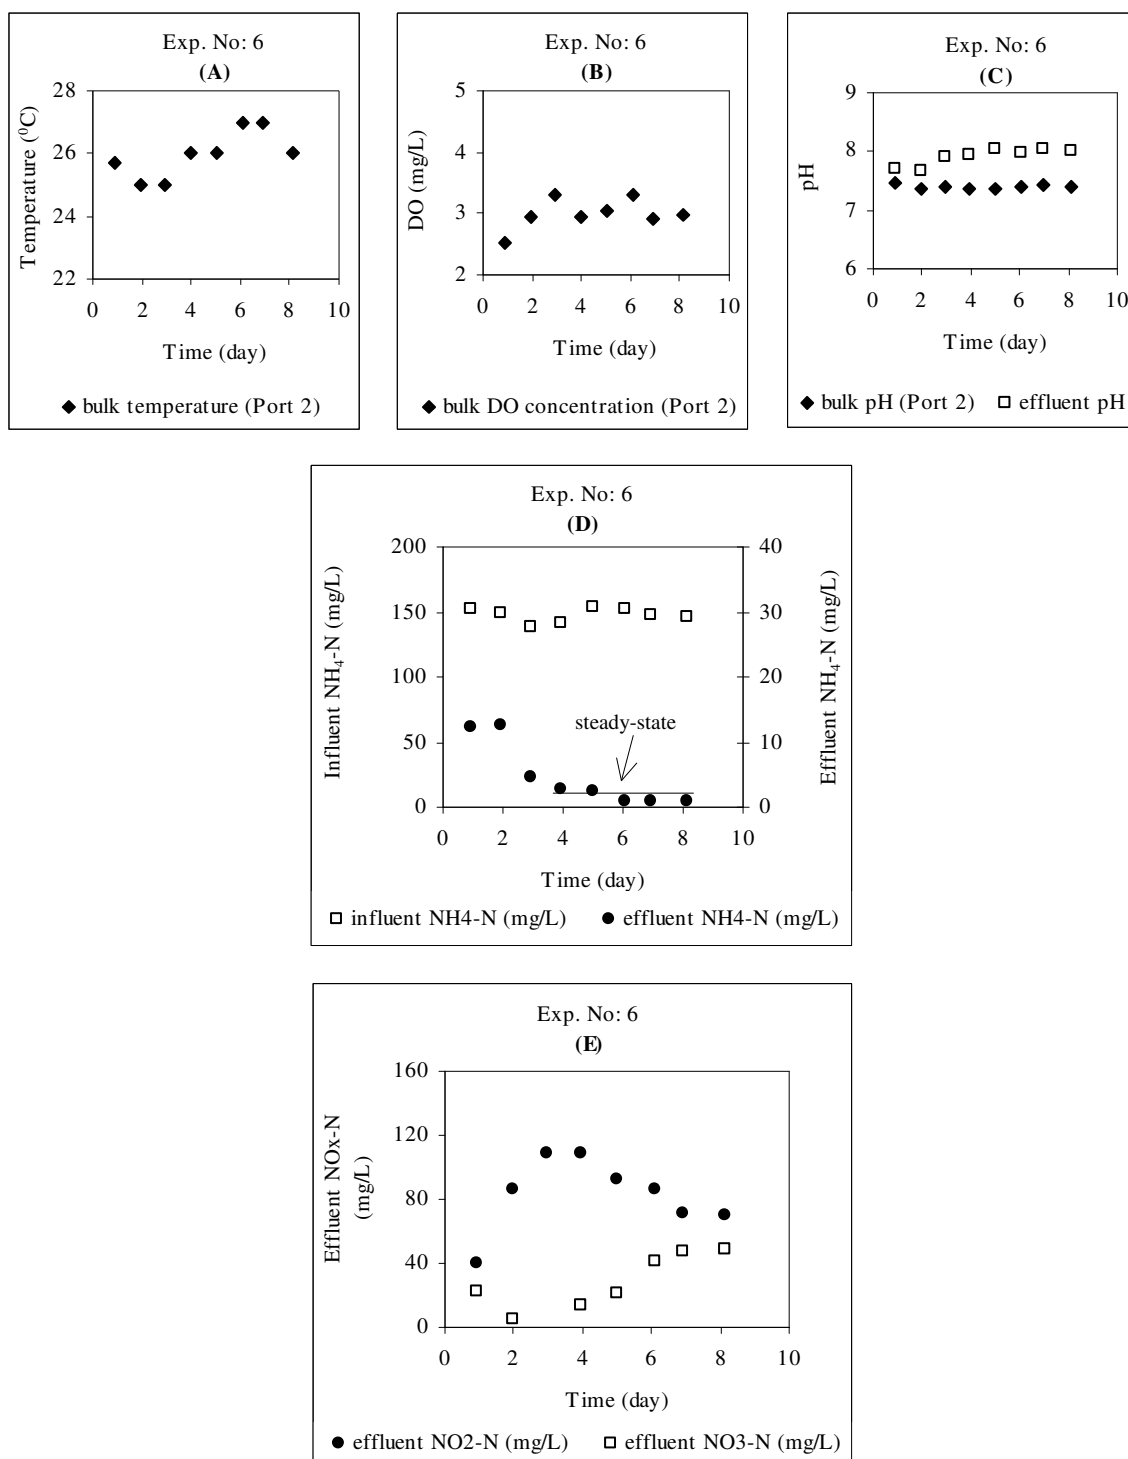 Exp. No: 6
(A)
Temperature (⁰C)
28
26
24
22
0 2 4 6 8 10
Time (day)
◆ bulk temperature (Port 2)
Exp. No: 6
(B)
DO (mg/L)
5
4
3
2
0 2 4 6 8 10
Time (day)
◆ bulk DO concentration (Port 2)
Exp. No: 6
(C)
pH
9
8
7
6
0 2 4 6 8 10
Time (day)
◆ bulk pH (Port 2) □ effluent pH
Exp. No: 6
(D)
Influent NH₄-N (mg/L)
200
150
100
50
0
steady-state
40
30
20
10
0
Effluent NH₄-N (mg/L)
0 2 4 6 8 10
Time (day)
□ influent NH4-N (mg/L) ● effluent NH4-N (mg/L)
Exp. No: 6
(E)
Effluent NOx-N
(mg/L)
160
120
80
40
0
0 2 4 6 8 10
Time (day)
● effluent NO2-N (mg/L) □ effluent NO3-N (mg/L)